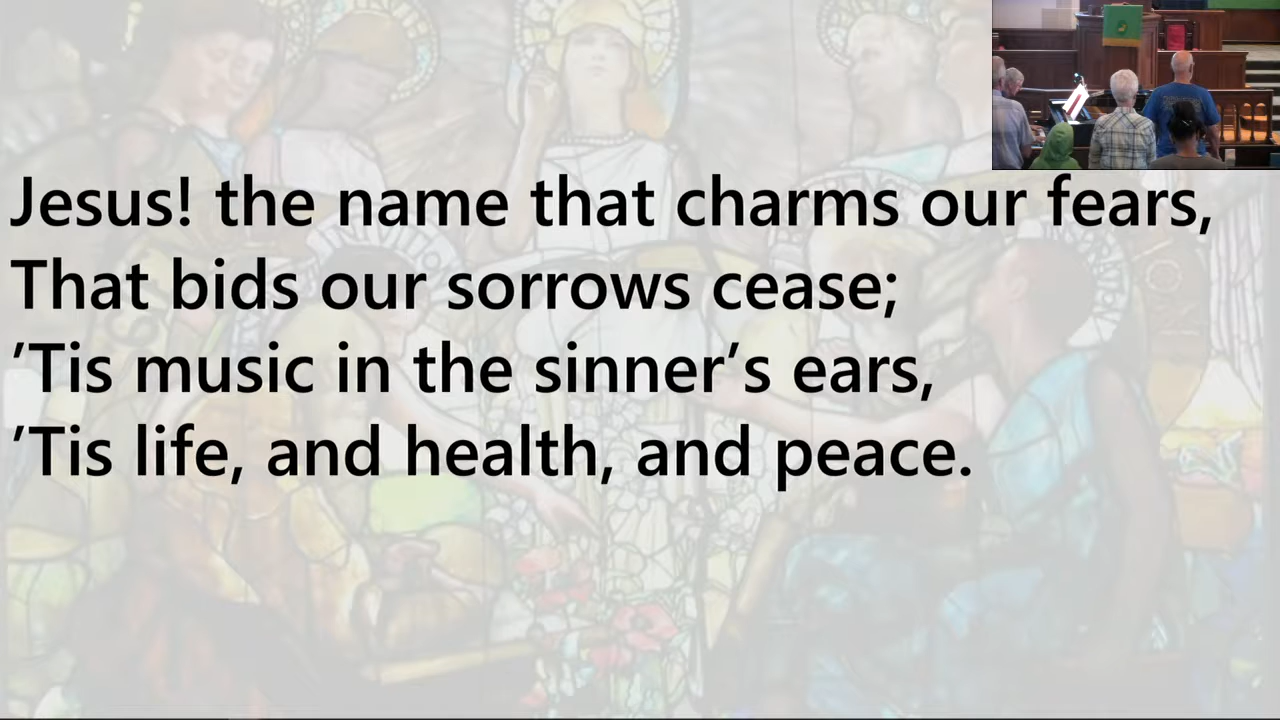 Jesus! the name that charms our fears,
That bids our sorrows cease;
’Tis music in the sinner’s ears,
’Tis life, and health, and peace.